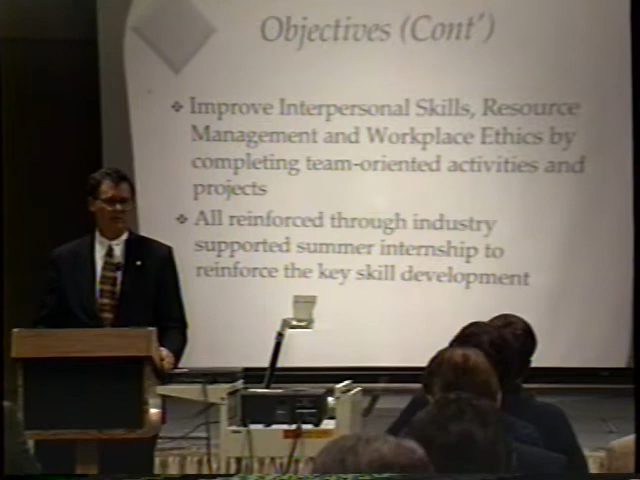 Objectives (Cont')
❖ Improve Interpersonal Skills, Resource
Management and Workplace Ethics by
completing team-oriented activities and
projects
❖ All reinforced through industry
supported summer internship to
reinforce the key skill development